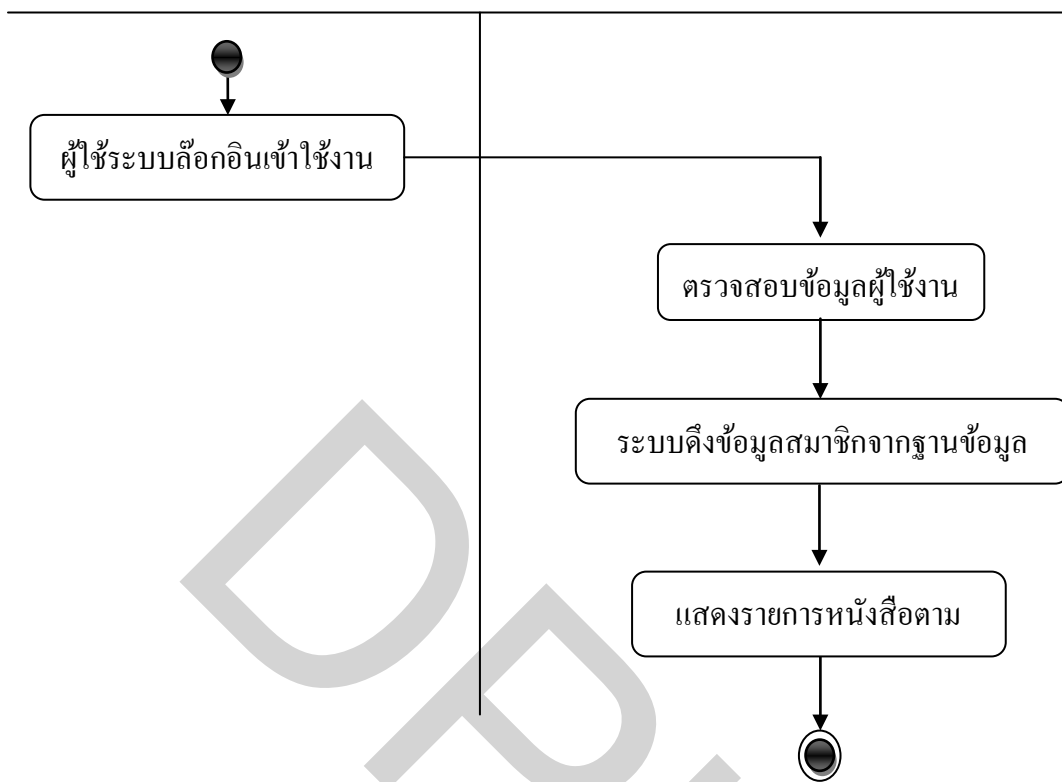 ผู้ใช้ระบบล๊อกอินเข้าใช้งาน
ตรวจสอบข้อมูลผู้ใช้งาน
ระบบดึงข้อมูลสมาชิกจากฐานข้อมูล
แสดงรายการหนังสือตาม
DP